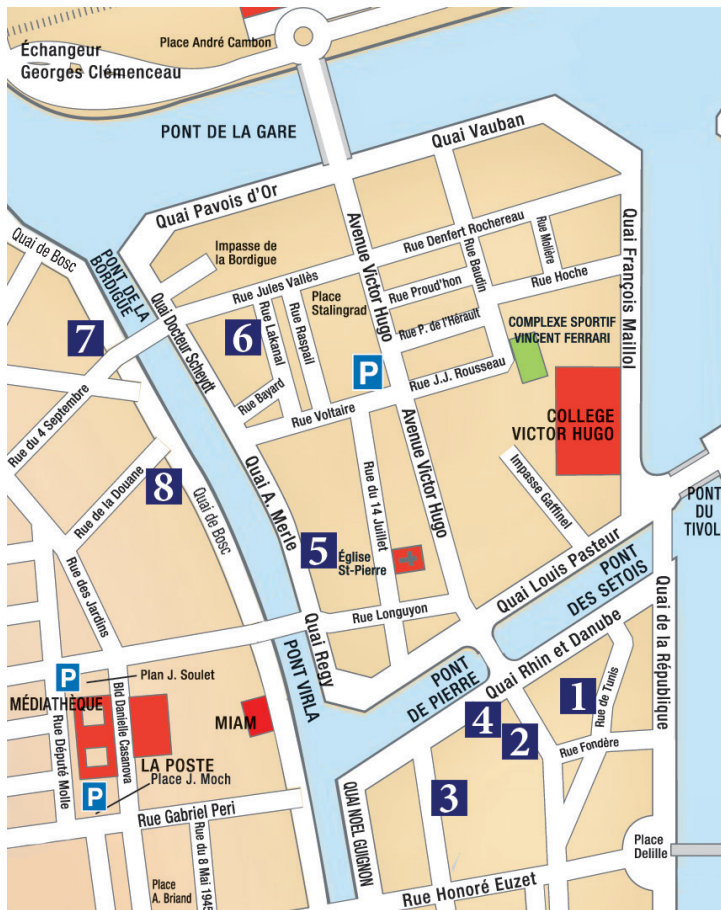 Place André Cambon
Échangeur
Georges Clémenceau
PONT DE LA GARE
Quai Vauban
Quai Pavois d'Or
Avenue Victor Hugo
Rue Denfert Rochereau
Rue Baudin
Rue Molière
Quai François Maillol
Quai de Bosc
PONT DE LA
BORDIGUE
Impasse de
la Bordigue
Rue Jules Vallès
Place
Stalingrad
Rue Proud'hon
Rue Hoche
Quai Docteur Scheydt
Rue Lakanal
Rue Raspail
Rue P. de l'Hérault
COMPLEXE SPORTIF
VINCENT FERRARI
7
6
P
Rue J.J. Rousseau
Rue Bayard
Rue Voltaire
COLLEGE
VICTOR HUGO
Rue du 4 Septembre
Avenue Victor Hugo
Rue de la Douane
8
Quai de Bosc
Quai A. Merle
Rue du 14 Juillet
Impasse Gaffinel
PONT
DU
TIVOL
5
Église
St-Pierre
Quai Louis Pasteur
PONT
DES SETOIS
Rue des Jardins
Rue Longuyon
Quai Regy
PONT VIRLA
PONT
DE PIERRE
Quai Rhin et Danube
Quai de la République
P
Plan J. Soulet
MÉDIATHÈQUE
Bld Danielle Casanova
MIAM
1
Rue de Tunis
4
2
Rue Fondère
Rue Député Molle
LA POSTE
Place J. Moch
P
3
Rue Gabriel Peri
QUAI NOEL GUIGNON
Rue du 8 Mai 1945
Place
Delille
Place
A. Briand
Rue Honoré Euzet